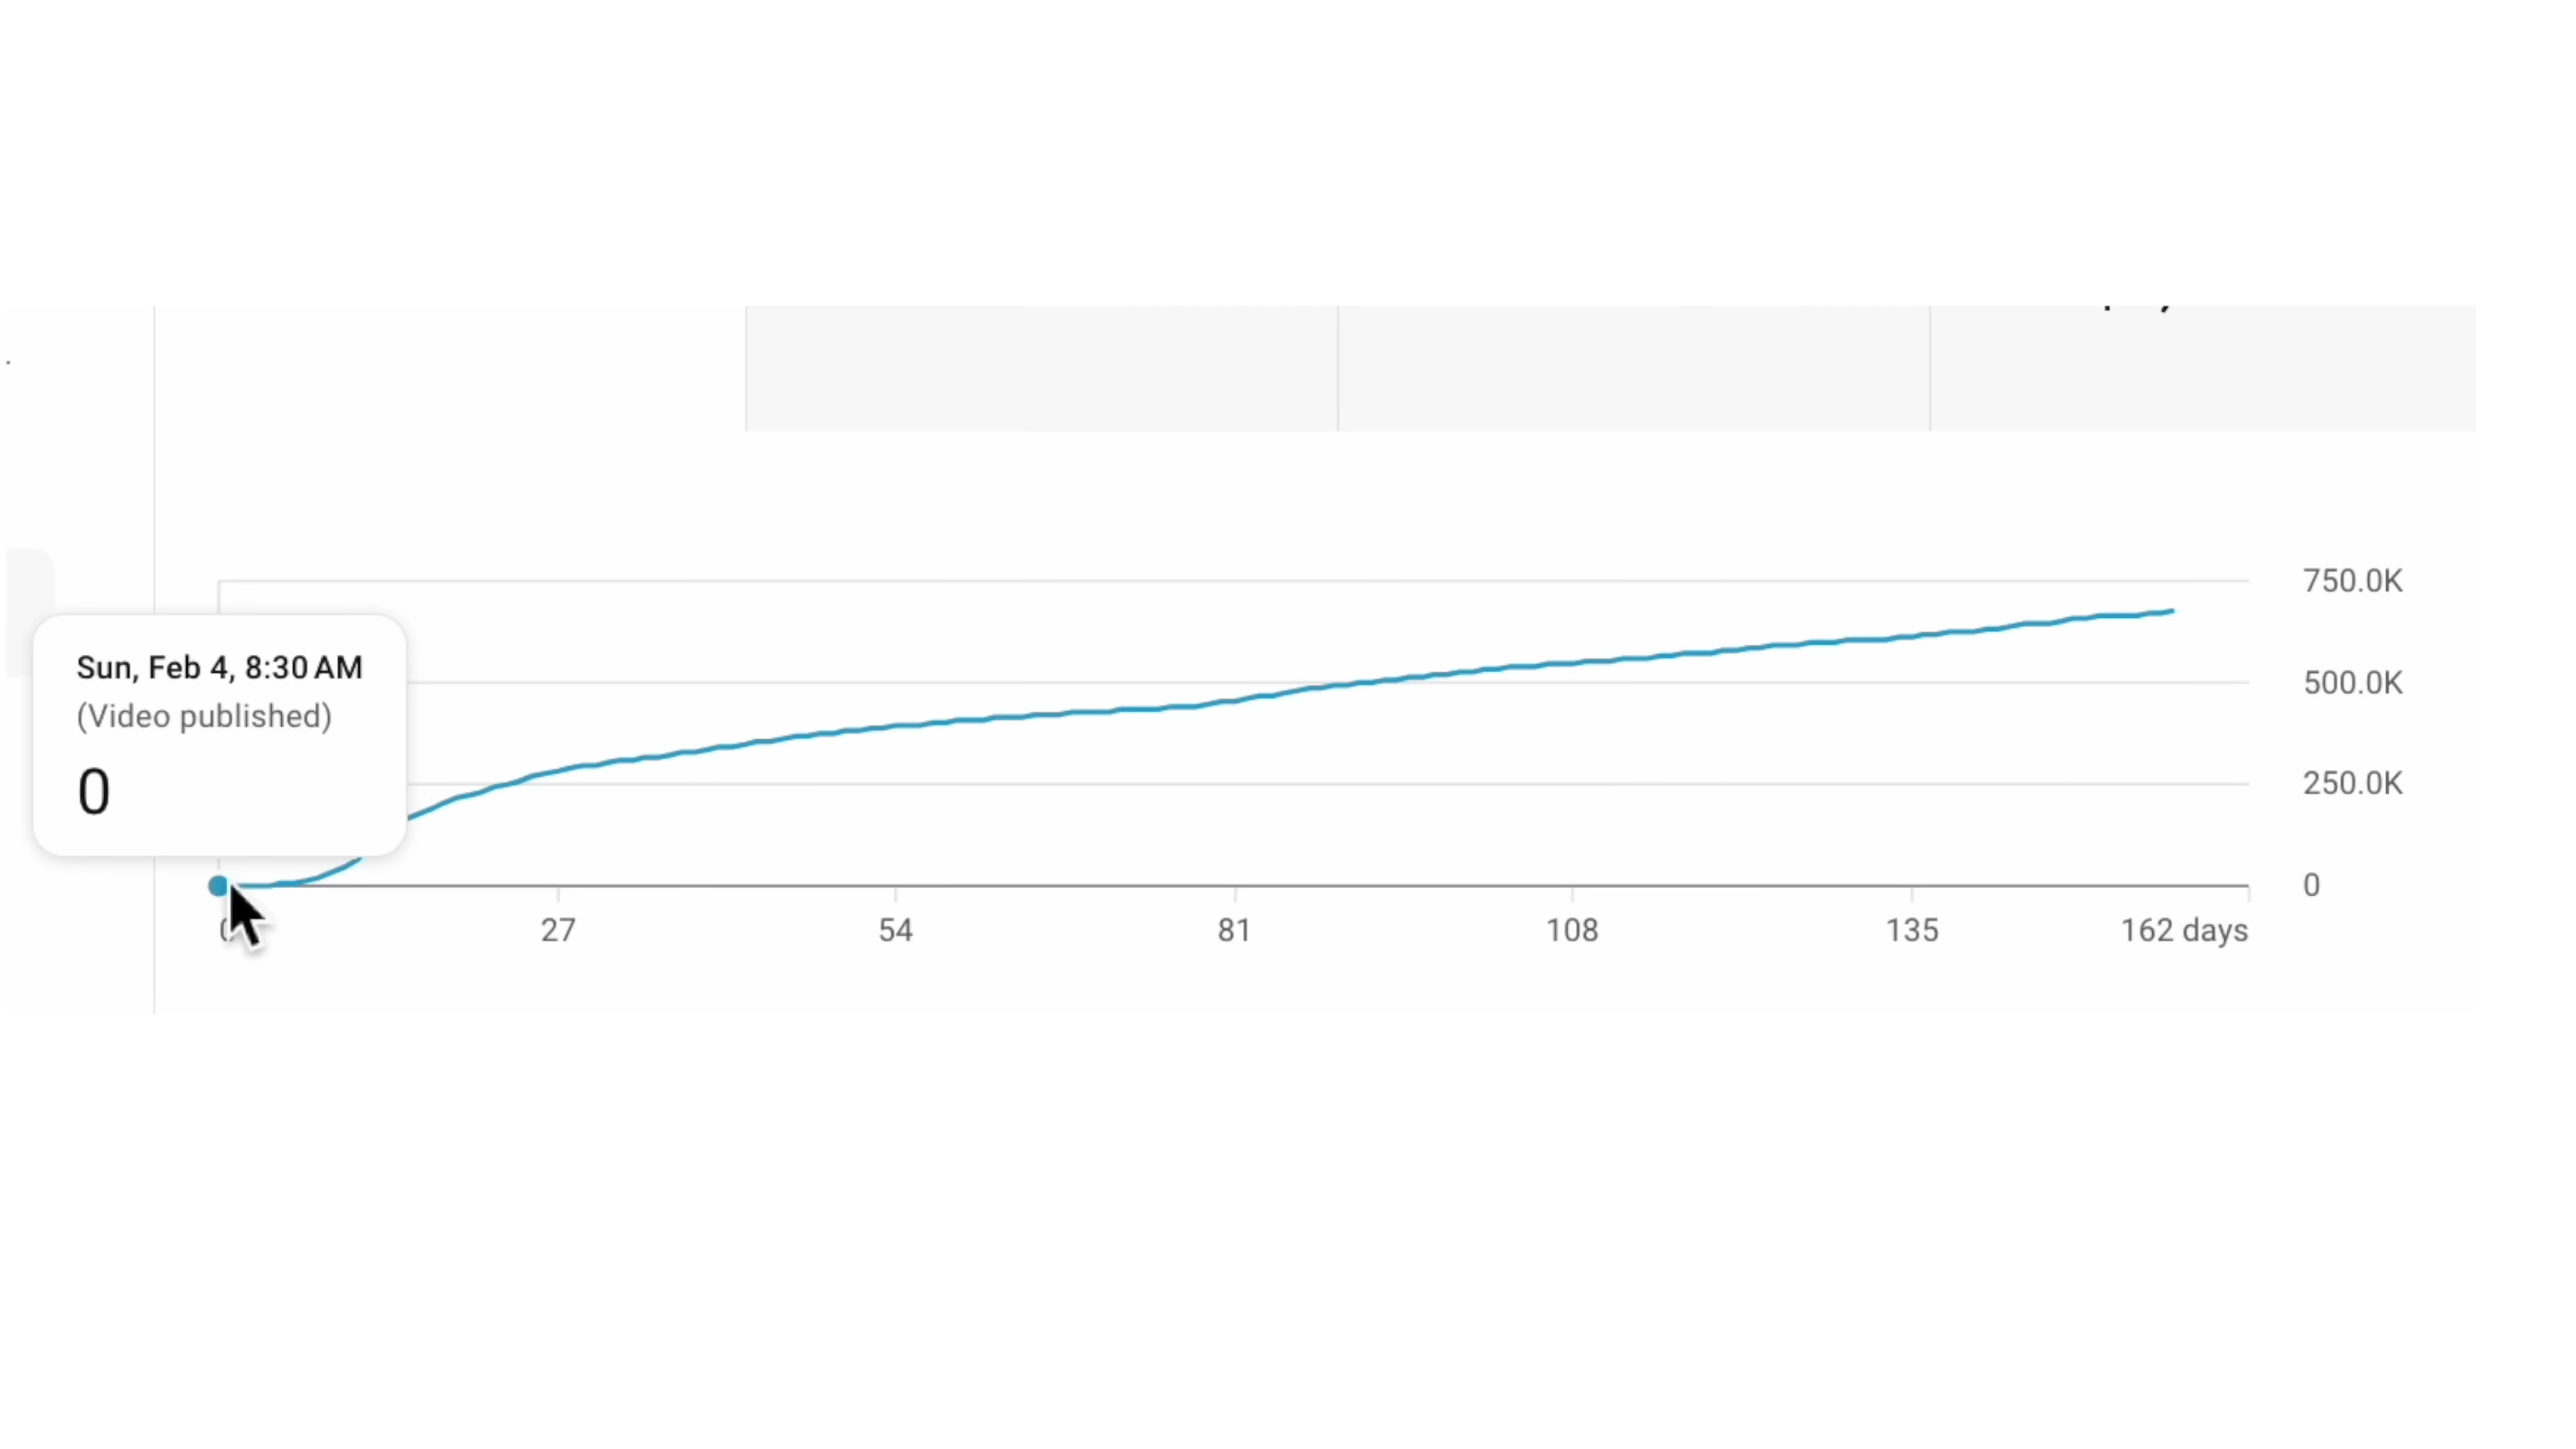 750.0K
Sun, Feb 4, 8:30 AM
(Video published)
500.0K
0
250.0K
0
27
54
81
108
135
162 days